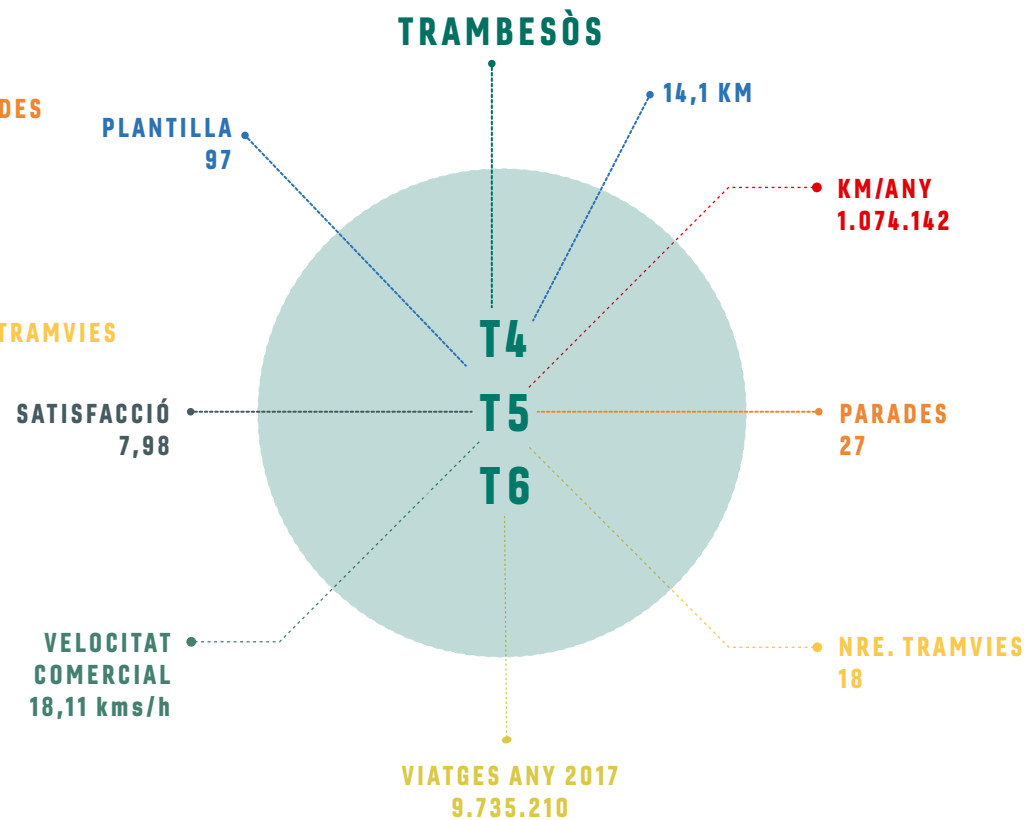 TRAMBESÒS
14,1 KM
DES
PLANTILLA
97
KM/ANY
1.074.142
T4
TRAMVIES
SATISFACCIÓ
7,98
T5
PARADES
27
T6
VELOCITAT
COMERCIAL
18,11 kms/h
NRE. TRAMVIES
18
VIATGES ANY 2017
9.735.210